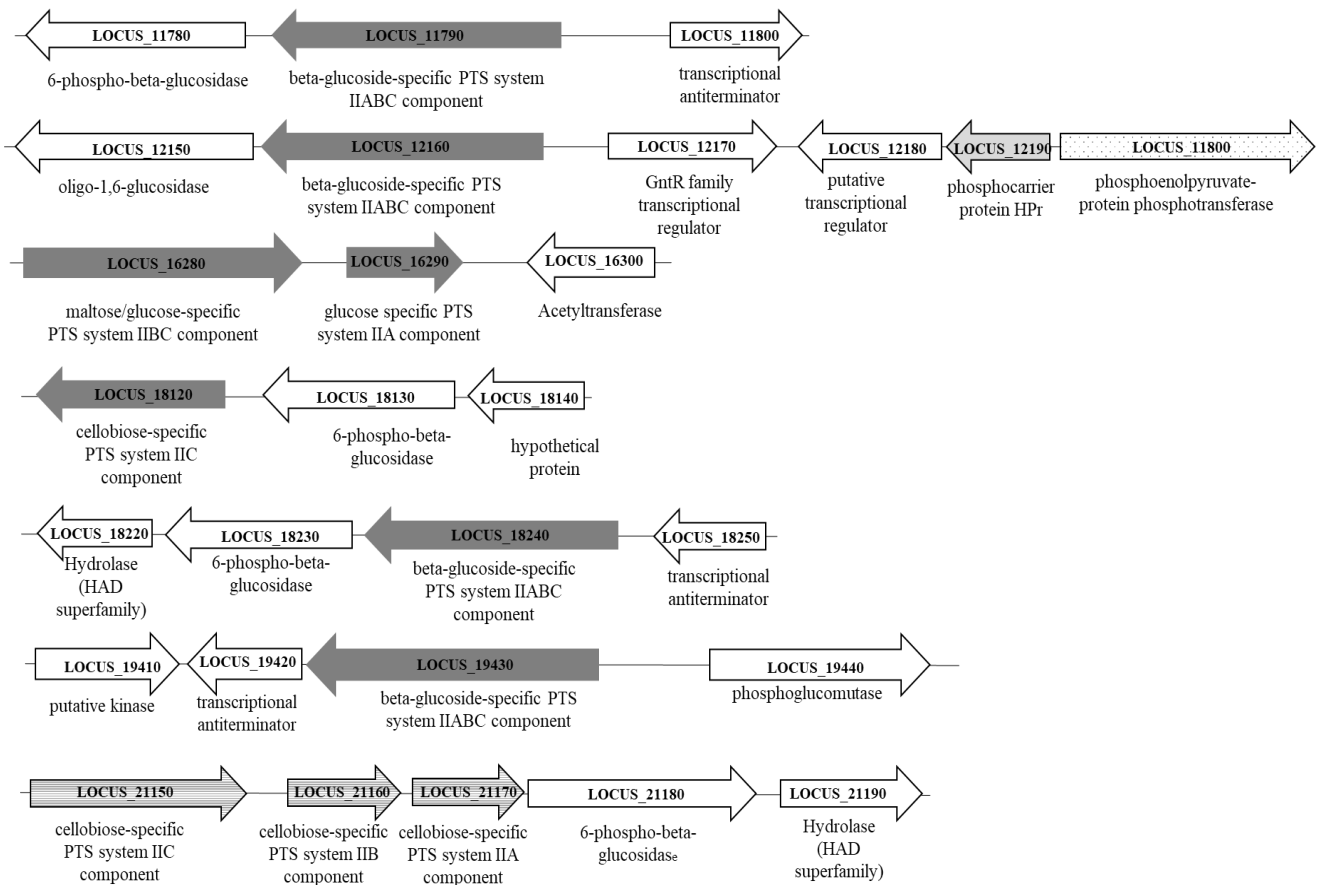 LOCUS_11780
LOCUS_11790
LOCUS_11800
6-phospho-beta-glucosidase
beta-glucoside-specific PTS system
IIABC component
transcriptional
antiterminator
LOCUS_12150
LOCUS_12160
LOCUS_12170
LOCUS_12180
LOCUS_12190
LOCUS_11800
oligo-1,6-glucosidase
beta-glucoside-specific PTS
system IIABC component
GntR family
transcriptional
regulator
putative
transcriptional
regulator
phosphocarrier
protein HPr
phosphoenolpyruvate-
protein phosphotransferase
LOCUS_16280
LOCUS_16290
LOCUS_16300
maltose/glucose-specific
PTS system IIBC component
glucose specific PTS
system IIA component
Acetyltransferase
LOCUS_18120
LOCUS_18130
LOCUS_18140
cellobiose-specific
PTS system IIC
component
6-phospho-beta-
glucosidase
hypothetical
protein
LOCUS_18220
LOCUS_18230
LOCUS_18240
LOCUS_18250
Hydrolase
(HAD
superfamily)
6-phospho-beta-
glucosidase
beta-glucoside-specific
PTS system IIABC
component
transcriptional
antiterminator
LOCUS_19410
LOCUS_19420
LOCUS_19430
LOCUS_19440
putative kinase
transcriptional
antiterminator
beta-glucoside-specific PTS
system IIABC component
phosphoglucomutase
LOCUS_21150
LOCUS_21160
LOCUS_21170
LOCUS_21180
LOCUS_21190
cellobiose-specific
PTS system IIC
component
cellobiose-specific
PTS system IIB
component
cellobiose-specific
PTS system IIA
component
6-phospho-beta-
glucosidase
Hydrolase
(HAD
superfamily)